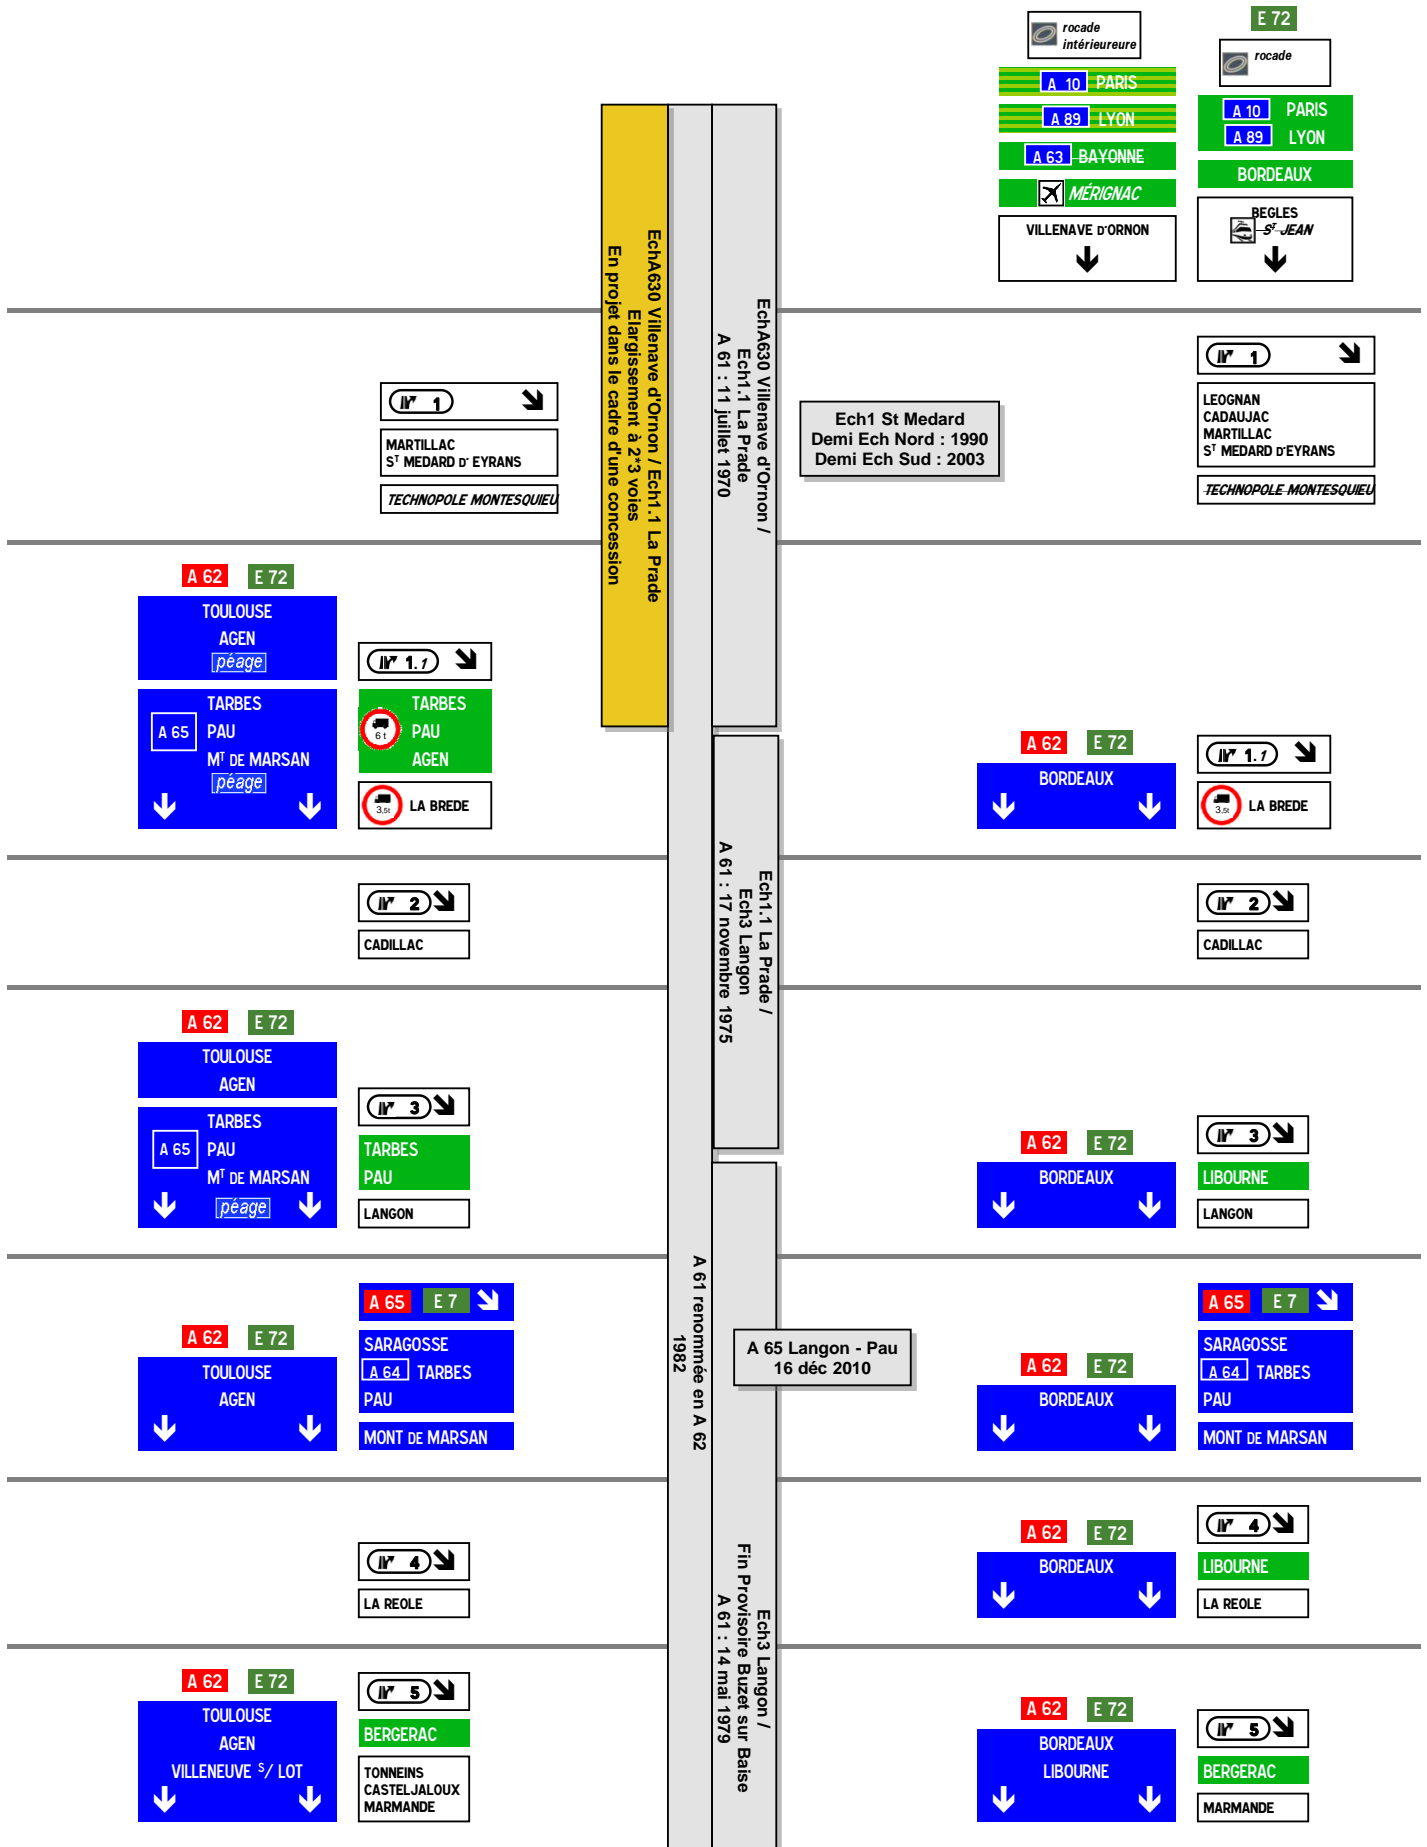 rocade
intérieureure
A 10 PARIS
A 89 LYON
A 63 BAYONNE
MÉRIGNAC
VILLENAVE D'ORNON
E 72
rocade
A 10 PARIS
A 89 LYON
BORDEAUX
BEGLES
ST JEAN
EchA630 Villenave d'Ornon / Ech1.1 La Prade
Elargissement à 2*3 voies
En projet dans le cadre d'une concession
EchA630 Villenave d'Ornon /
Ech1.1 La Prade
A 61 : 11 juillet 1970
1
MARTILLAC
ST MEDARD D' EYRANS
TECHNOPOLE MONTESQUIEU
Ech1 St Medard
Demi Ech Nord : 1990
Demi Ech Sud : 2003
1
LEOGNAN
CADAUJAC
MARTILLAC
ST MEDARD D'EYRANS
TECHNOPOLE MONTESQUIEU
A 62 E 72
TOULOUSE
AGEN
péage
TARBES
A 65 PAU
MT DE MARSAN
péage
1.1
TARBES
6 t PAU
AGEN
3,5t LA BREDE
A 62 E 72
BORDEAUX
1.1
3,5t LA BREDE
Ech1.1 La Prade /
Ech3 Langon
A 61 : 17 novembre 1975
2
CADILLAC
2
CADILLAC
A 62 E 72
TOULOUSE
AGEN
TARBES
A 65 PAU
MT DE MARSAN
péage
3
TARBES
PAU
LANGON
A 62 E 72
BORDEAUX
3
LIBOURNE
LANGON
A 61 renommée en A 62
1982
A 62 E 72
TOULOUSE
AGEN
A 65 E 7
SARAGOSSE
A 64 TARBES
PAU
MONT DE MARSAN
A 65 Langon - Pau
16 déc 2010
A 62 E 72
BORDEAUX
A 65 E 7
SARAGOSSE
A 64 TARBES
PAU
MONT DE MARSAN
4
LA REOLE
Ech3 Langon /
Fin Provisoire Buzet sur Baise
A 61 : 14 mai 1979
A 62 E 72
BORDEAUX
4
LIBOURNE
LA REOLE
A 62 E 72
TOULOUSE
AGEN
VILLENEUVE S/ LOT
5
BERGERAC
TONNEINS
CASTELJALOUX
MARMANDE
A 62 E 72
BORDEAUX
LIBOURNE
5
BERGERAC
MARMANDE